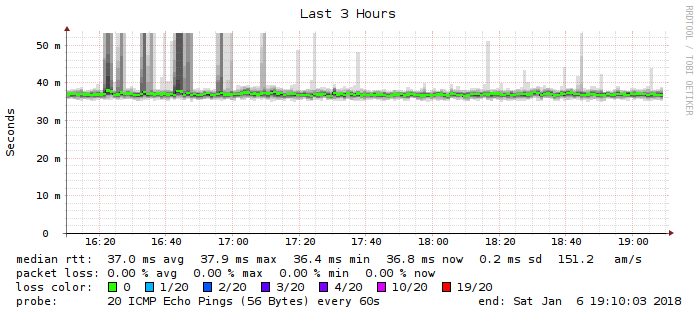 Last 3 Hours
RRDTOOL / TOBI OETIKER
Seconds
50 m
40 m
30 m
20 m
10 m
0
16:20 16:40 17:00 17:20 17:40 18:00 18:20 18:40 19:00
median rtt: 37.0 ms avg 37.9 ms max 36.4 ms min 36.8 ms now 0.2 ms sd 151.2 am/s
packet loss: 0.00 % avg 0.00 % max 0.00 % min 0.00 % now
loss color: 0 1/20 2/20 3/20 4/20 10/20 19/20
probe: 20 ICMP Echo Pings (56 Bytes) every 60s end: Sat Jan 6 19:10:03 2018